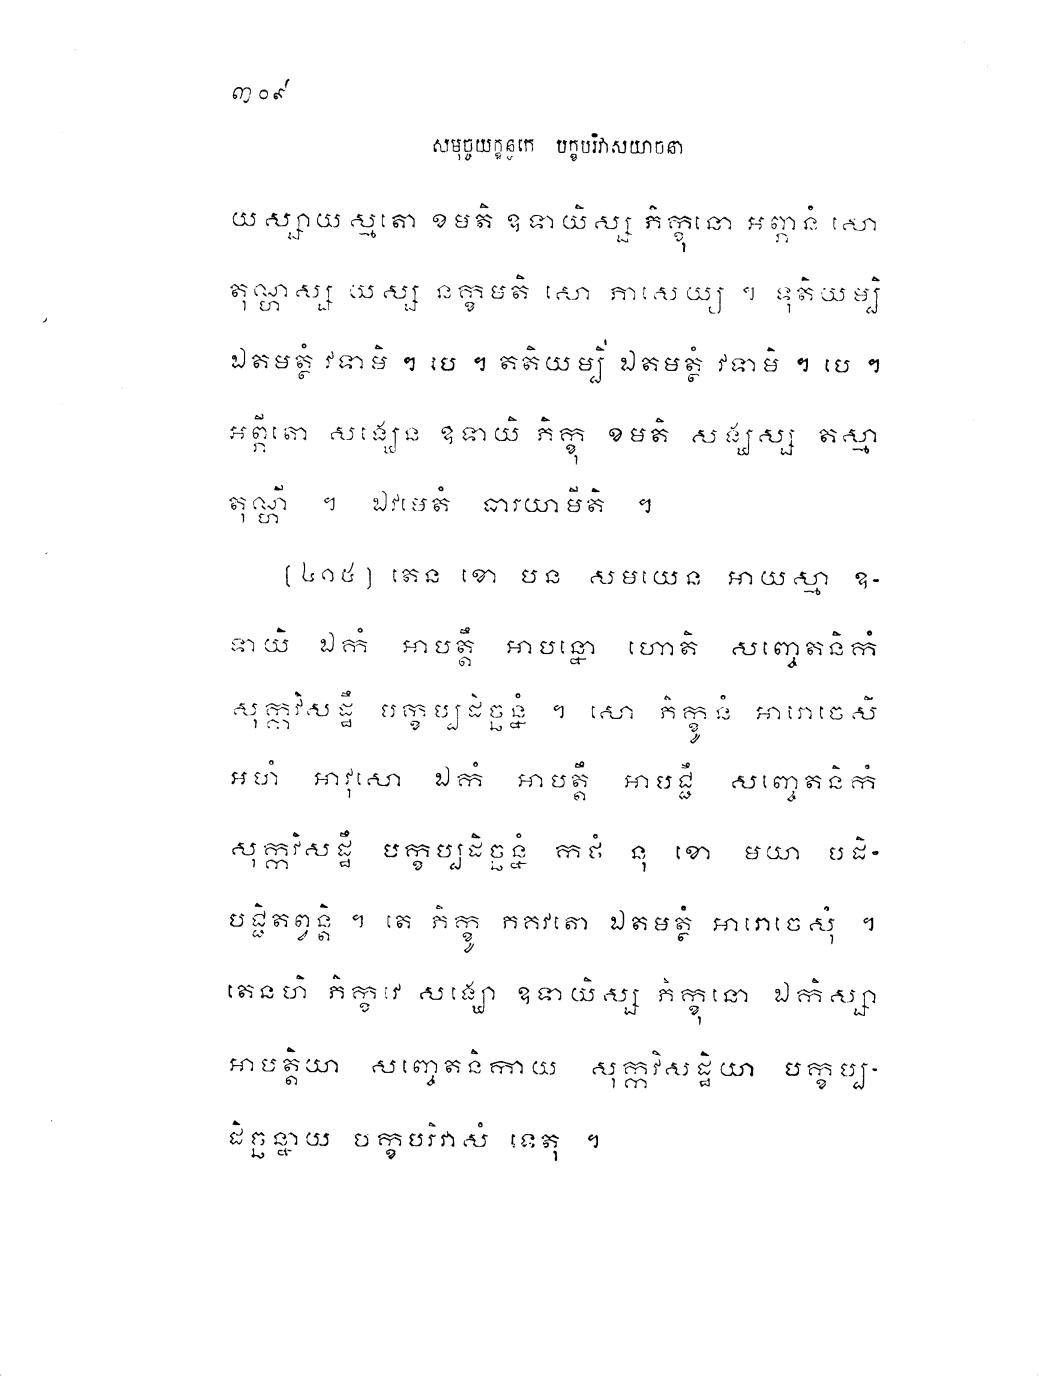 ៣០៩
សមុច្ចយក្ខន្ធកេ បក្ខបរិវាសយាចនា
យស្សាយស្មតោ ខមតិ ឧទាយិស្ស ភិក្ខុនោ អព្ភានំ សោ
តុណ្ហស្ស យស្ស នក្ខមតិ សោ ភាសេយ្យ ។ ទុតិយម្បិ
ឯតមត្ថំ វទាមិ ។ បេ ។ តតិយម្បិ ឯតមត្ថំ វទាមិ ។ បេ ។
អព្ភីតោ សង្ឃេន ឧទាយិ ភិក្ខុ ខមតិ សង្ឃស្ស តស្មា
តុណ្ហី ។ ឯវមេតំ ធារយាមីតិ ។
[៤១៥] តេន ខោ បន សមយេន អាយស្មា ឧ-
ទាយិ ឯកំ អាបត្តឹ អាបន្នោ ហោតិ សញ្ចេតនិកំ
សុក្កវិសដ្ឋឹ បក្ខប្បដិច្ឆន្នំ ។ សោ ភិក្ខូនំ អារោចេសិ
អហំ អាវុសោ ឯកំ អាបត្តឹ អាបជ្ជឹ សញ្ចេតនិកំ
សុក្កវិសដ្ឋឹ បក្ខប្បដិច្ឆន្នំ កថំ នុ ខោ មយា បដិ-
បជ្ជិតព្វន្តិ ។ តេ ភិក្ខូ ភគវតោ ឯតមត្ថំ អារោចេសុំ ។
តេនហិ ភិក្ខវេ សង្ឃោ ឧទាយិស្ស ភិក្ខុនោ ឯកិស្សា
អាបត្តិយា សញ្ចេតនិកាយ សុក្កវិសដ្ឋិយា បក្ខប្ប-
ដិច្ឆន្នាយ បក្ខបរិវាសំ ទេតុ ។